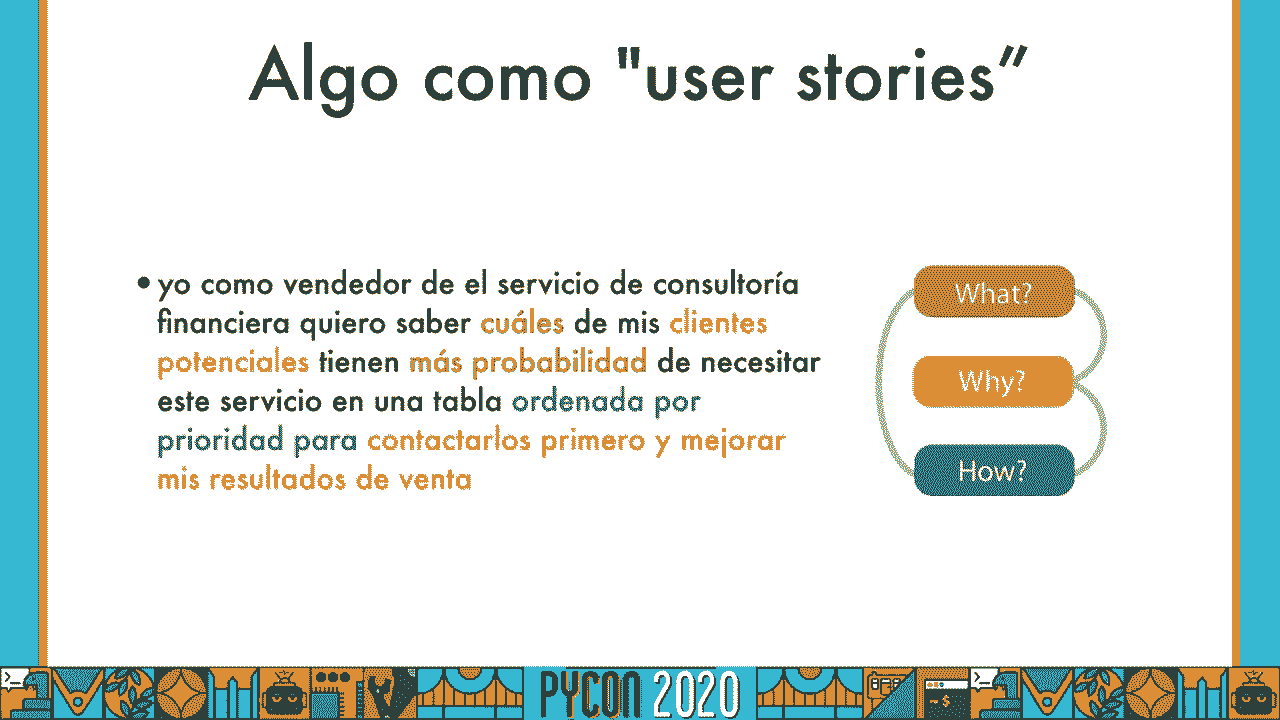 Algo como "user stories”
•yo como vendedor de el servicio de consultoría
financiera quiero saber cuáles de mis clientes
potenciales tienen más probabilidad de necesitar
este servicio en una tabla ordenada por
prioridad para contactarlos primero y mejorar
mis resultados de venta
What?
Why?
How?
PYCON 2020
~$